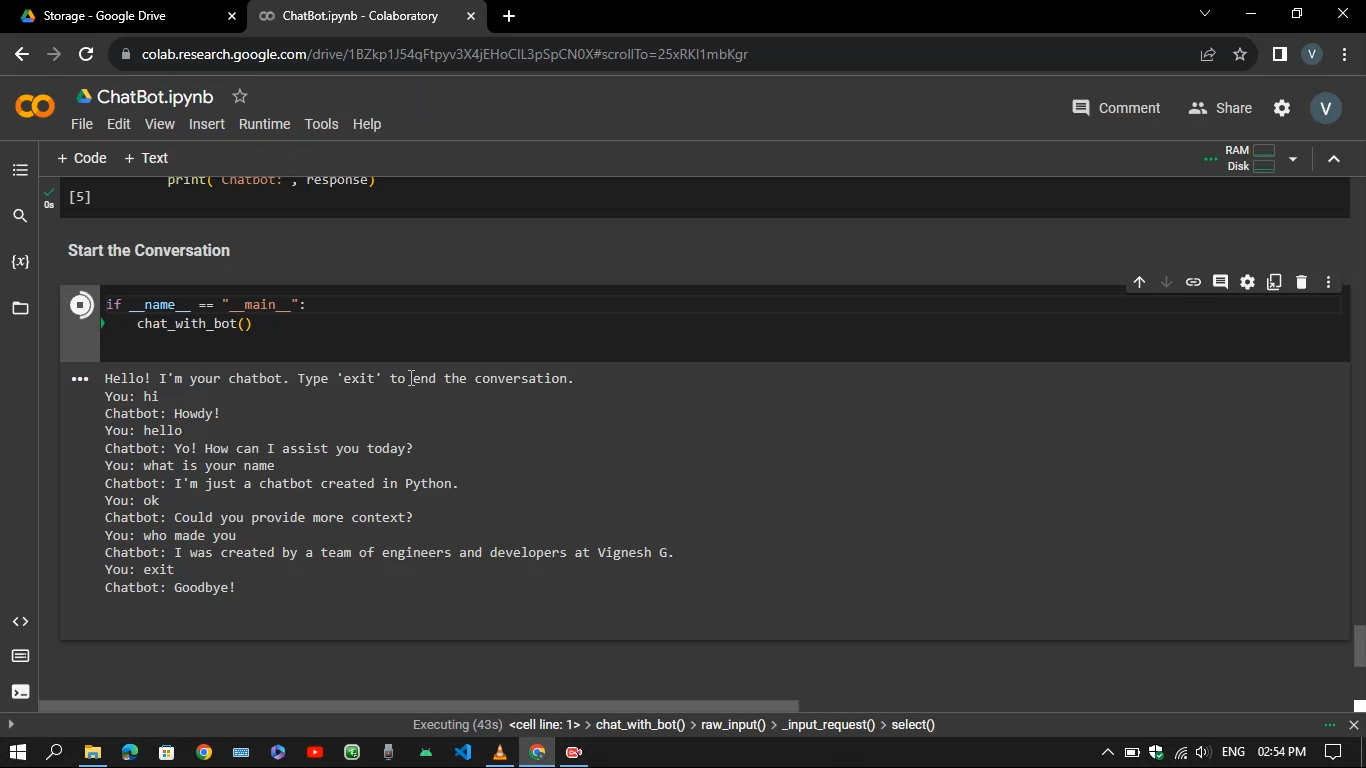 Storage - Google Drive
ChatBot.ipynb - Colaboratory
colab.research.google.com/drive/1BZkp1J54qFtpyv3X4jEHoCIL3pSpCN0X#scrollTo=25xRKI1mbKgr
V
ChatBot.ipynb
Comment
Share
V
File Edit View Insert Runtime Tools Help
+ Code + Text
RAM
Disk
print("Chatbot:", response)
0s
[5]
Start the Conversation
{x}
if __name__ == "__main__":
chat_with_bot()
Hello! I'm your chatbot. Type 'exit' to end the conversation.
You: hi
Chatbot: Howdy!
You: hello
Chatbot: Yo! How can I assist you today?
You: what is your name
Chatbot: I'm just a chatbot created in Python.
You: ok
Chatbot: Could you provide more context?
You: who made you
Chatbot: I was created by a team of engineers and developers at Vignesh G.
You: exit
Chatbot: Goodbye!
Executing (43s) <cell line: 1> > chat_with_bot() > raw_input() > _input_request() > select()
ENG 02:54 PM